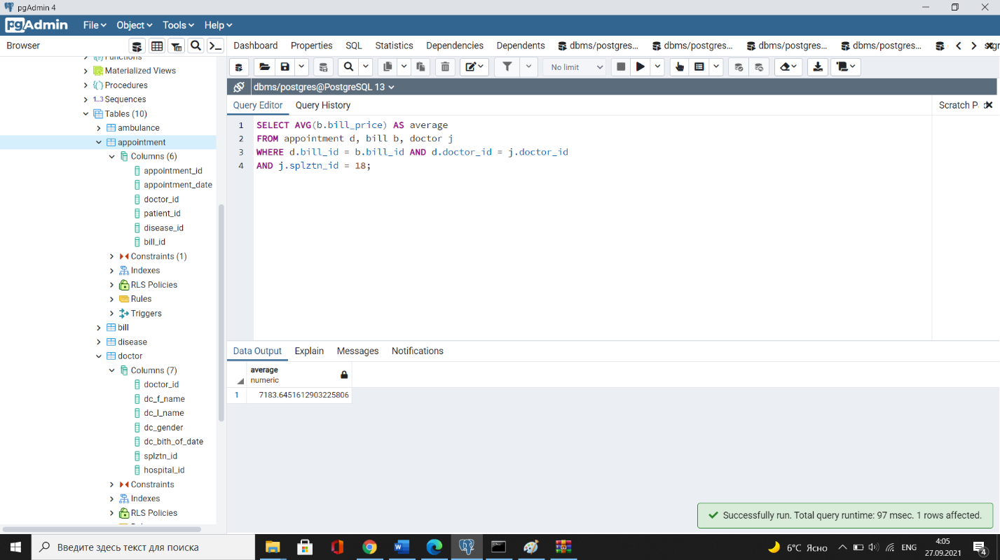 pgAdmin 4
pgAdmin File Object Tools Help
Browser
Dashboard Properties SQL Statistics Dependencies Dependents dbms/postgres... dbms/postgres... dbms/postgres... dbms/postgres...
No limit
dbms/postgres@PostgreSQL 13
Query Editor Query History
Scratch P
Functions
Materialized Views
Procedures
1..3 Sequences
Tables (10)
ambulance
appointment
Columns (6)
appointment_id
appointment_date
doctor_id
patient_id
disease_id
bill_id
Constraints (1)
Indexes
RLS Policies
Rules
Triggers
bill
disease
doctor
Columns (7)
doctor_id
dc_f_name
dc_l_name
dc_gender
dc_bith_of_date
splztn_id
hospital_id
Constraints
Indexes
RLS Policies
1 SELECT AVG(b.bill_price) AS average
2 FROM appointment d, bill b, doctor j
3 WHERE d.bill_id = b.bill_id AND d.doctor_id = j.doctor_id
4 AND j.splztn_id = 18;
Data Output Explain Messages Notifications
average
numeric
1 7183.6451612903225806
Successfully run. Total query runtime: 97 msec. 1 rows affected.
Введите здесь текст для поиска
6°C Ясно
ENG
4:05
27.09.2021
4